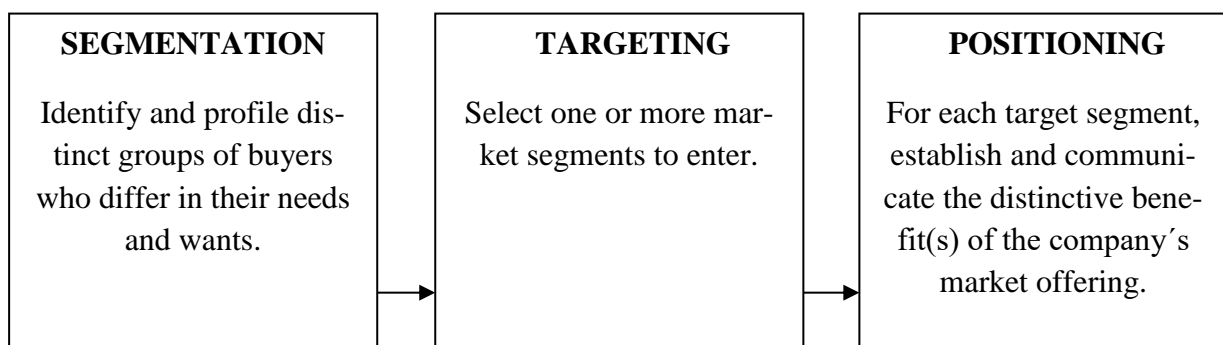 SEGMENTATION
Identify and profile dis-
tinct groups of buyers
who differ in their needs
and wants.
TARGETING
Select one or more mar-
ket segments to enter.
POSITIONING
For each target segment,
establish and communi-
cate the distinctive bene-
fit(s) of the company´s
market offering.